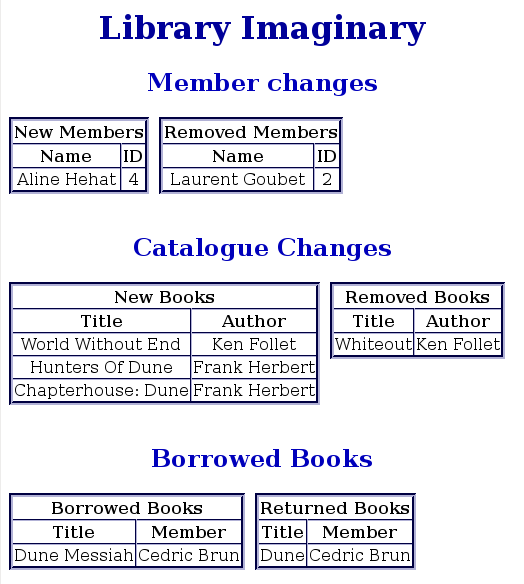 Library Imaginary
Member changes
New Members
Name ID
Aline Hehat 4
Removed Members
Name ID
Laurent Goubet 2
Catalogue Changes
New Books
Title Author
World Without End Ken Follet
Hunters Of Dune Frank Herbert
Chapterhouse: Dune Frank Herbert
Removed Books
Title Author
Whiteout Ken Follet
Borrowed Books
Borrowed Books
Title Member
Dune Messiah Cedric Brun
Returned Books
Title Member
Dune Cedric Brun